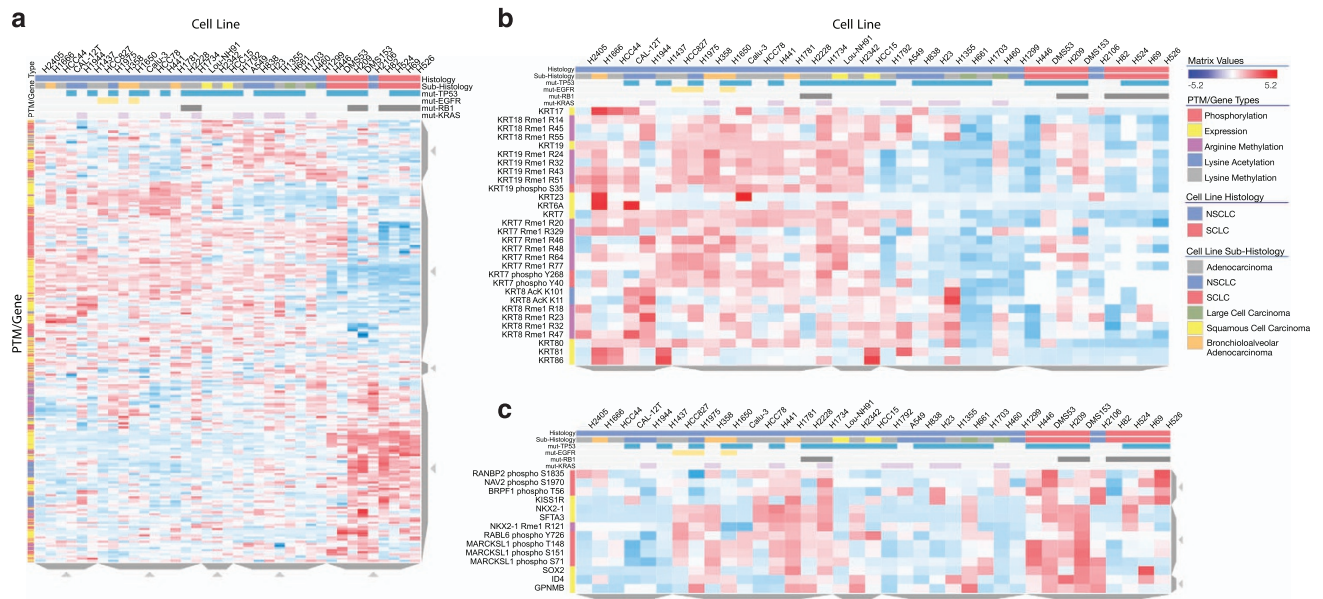 a
Cell Line
PTM/Gene Type
Histology
Sub-Histology
mut-TP53
mut-EGFR
mut-RB1
mut-KRAS
PTM/Gene
b
Cell Line
H2405
H1666
HCC44
CAL-12T
H1944
H1437
HCC827
H1975
H358
H1650
Calu-3
HCC78
H441
H1781
H2228
H1734
Lou-NH91
H2342
HCC15
H1792
A549
H838
H23
H1355
H661
H1703
H460
H1299
H446
DMS53
H209
DMS153
H2106
H82
H524
H69
H526
Histology
Sub-Histology
mut-TP53
mut-EGFR
mut-RB1
mut-KRAS
KRT17
KRT18 Rme1 R14
KRT18 Rme1 R45
KRT18 Rme1 R55
KRT19
KRT19 Rme1 R24
KRT19 Rme1 R32
KRT19 Rme1 R43
KRT19 Rme1 R51
KRT19 phospho S35
KRT23
KRT6A
KRT7
KRT7 Rme1 R20
KRT7 Rme1 R329
KRT7 Rme1 R46
KRT7 Rme1 R48
KRT7 Rme1 R64
KRT7 Rme1 R77
KRT7 phospho Y268
KRT7 phospho Y40
KRT8 AcK K101
KRT8 AcK K11
KRT8 Rme1 R18
KRT8 Rme1 R23
KRT8 Rme1 R32
KRT8 Rme1 R47
KRT80
KRT81
KRT86
c
H2405
H1666
HCC44
CAL-12T
H1944
H1437
HCC827
H1975
H358
H1650
Calu-3
HCC78
H441
H1781
H2228
H1734
Lou-NH91
H2342
HCC15
H1792
A549
H838
H23
H1355
H661
H1703
H460
H1299
H446
DMS53
H209
DMS153
H2106
H82
H524
H69
H526
Histology
Sub-Histology
mut-TP53
mut-EGFR
mut-RB1
mut-KRAS
RANBP2 phospho S1835
NAV2 phospho S1970
BRPF1 phospho T56
KISS1R
NKX2-1
SFTA3
NKX2-1 Rme1 R121
RABL6 phospho Y726
MARCKSL1 phospho T148
MARCKSL1 phospho S151
MARCKSL1 phospho S71
SOX2
ID4
GPNMB
Matrix Values
-5.2 5.2
PTM/Gene Types
Phosphorylation
Expression
Arginine Methylation
Lysine Acetylation
Lysine Methylation
Cell Line Histology
NSCLC
SCLC
Cell Line Sub-Histology
Adenocarcinoma
NSCLC
SCLC
Large Cell Carcinoma
Squamous Cell Carcinoma
Bronchioloalveolar
Adenocarcinoma